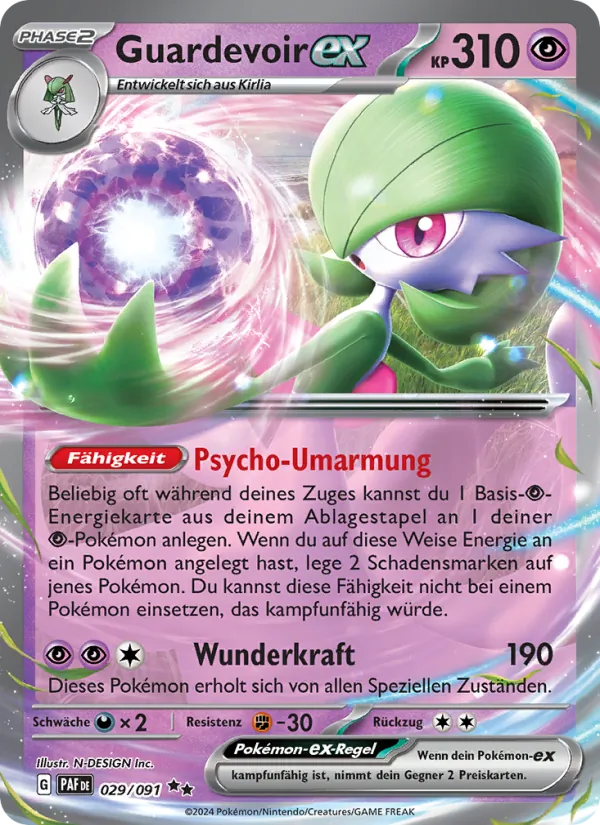 PHASE2 Guardevoir ex KP310
Entwickelt sich aus Kirlia
Fähigkeit Psycho-Umarmung
Beliebig oft während deines Zuges kannst du 1 Basis-
Energiekarte aus deinem Ablagestapel an 1 deiner
-Pokémon anlegen. Wenn du auf diese Weise Energie an
ein Pokémon angelegt hast, lege 2 Schadensmarken auf
jenes Pokémon. Du kannst diese Fähigkeit nicht bei einem
Pokémon einsetzen, das kampfunfähig würde.
Wunderkraft 190
Dieses Pokémon erholt sich von allen Speziellen Zuständen.
Schwäche ×2 Resistenz -30 Rückzug
Illustr. N-DESIGN Inc.
Pokémon-ex-Regel Wenn dein Pokémon-ex
kampfunfähig ist, nimmt dein Gegner 2 Preiskarten.
G PAF DE 029/091
©2024 Pokémon/Nintendo/Creatures/GAME FREAK